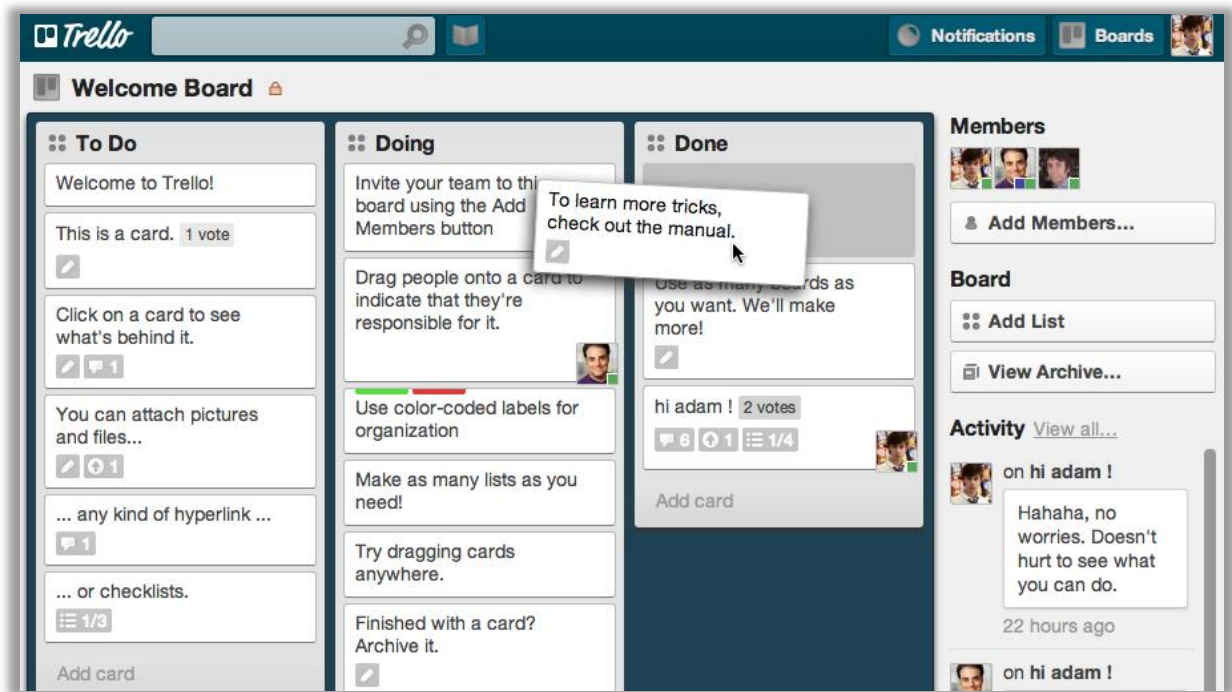 Trello
Notifications
Boards
Welcome Board
To Do
Welcome to Trello!
This is a card. 1 vote
Click on a card to see
what's behind it.
1
You can attach pictures
and files...
1
... any kind of hyperlink ...
1
... or checklists.
1/3
Add card
Doing
Invite your team to
board using the Add
Members button
Drag people onto a card to
indicate that they're
responsible for it.
Use color-coded labels for
organization
Make as many lists as you
need!
Try dragging cards
anywhere.
Finished with a card?
Archive it.
To learn more tricks,
check out the manual.
Done
Use as many boards as
you want. We'll make
more!
hi adam ! 2 votes
6 1 1/4
Add card
Members
Add Members...
Board
Add List
View Archive...
Activity View all...
on hi adam !
Hahaha, no
worries. Doesn't
hurt to see what
you can do.
22 hours ago
on hi adam !